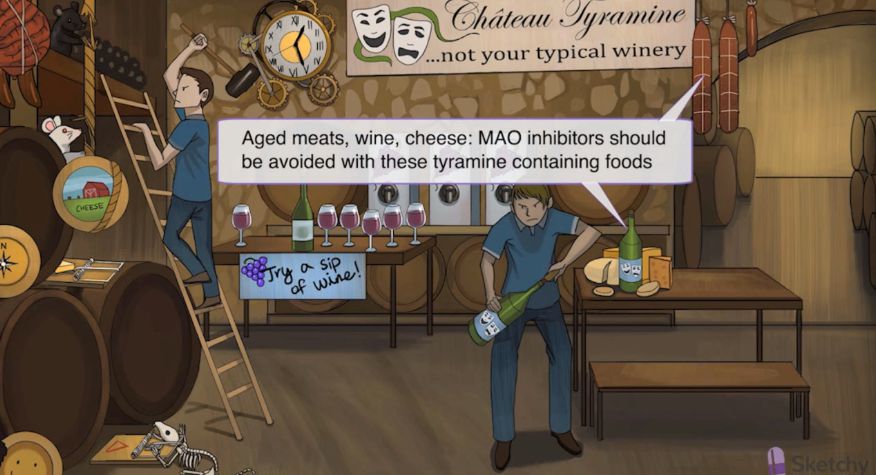 Château Tyramine
...not your typical winery
Aged meats, wine, cheese: MAO inhibitors should
be avoided with these tyramine containing foods
CHEESE
N
Try a sip
of wine!
Sketchy